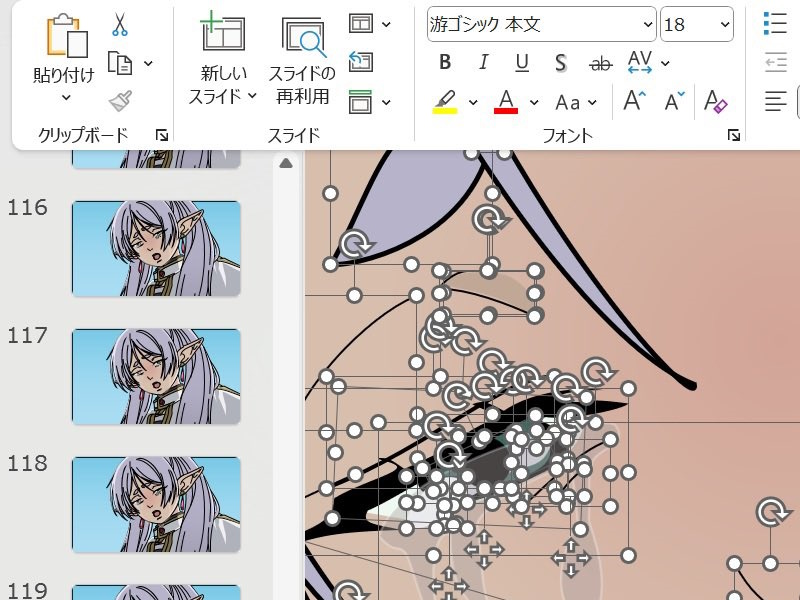 貼り付け
クリップボード
新しい
スライド
スライドの
再利用
スライド
游ゴシック 本文
18
B I U S ab AV
A Aa A A A
フォント
116
117
118
119